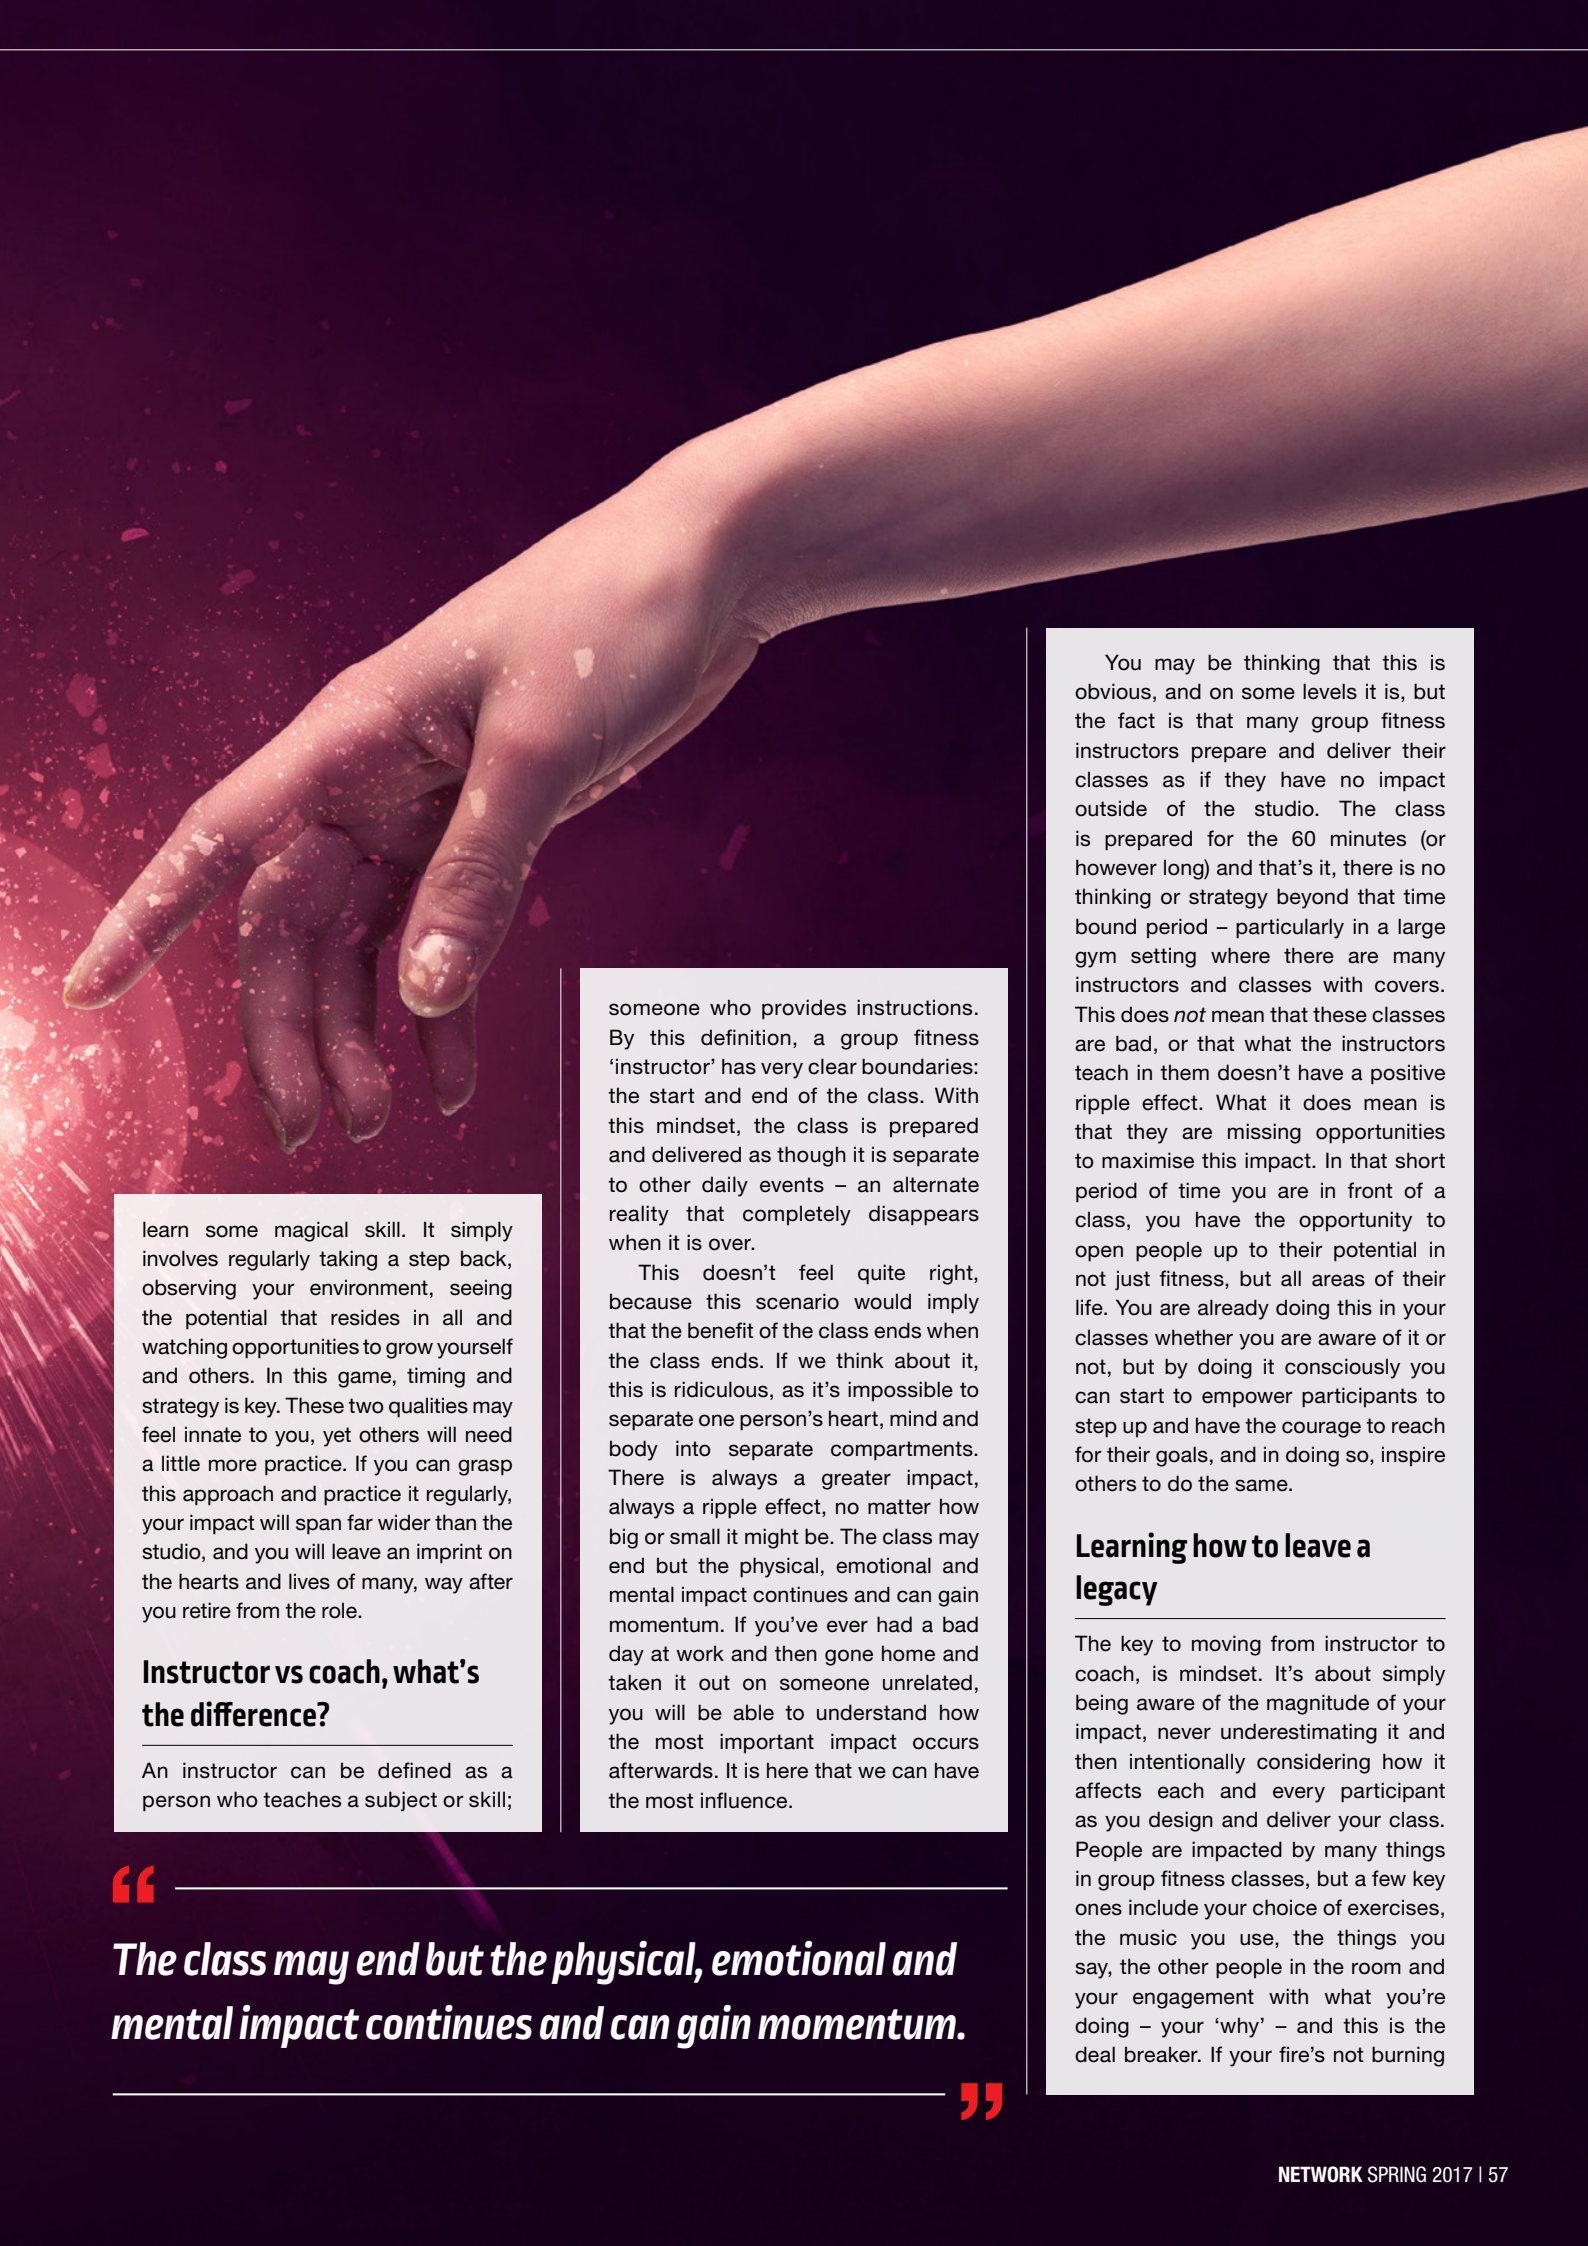 learn some magical skill. It simply
involves regularly taking a step back,
observing your environment, seeing
the potential that resides in all and
watching opportunities to grow yourself
and others. In this game, timing and
strategy is key. These two qualities may
feel innate to you, yet others will need
a little more practice. If you can grasp
this approach and practice it regularly,
your impact will span far wider than the
studio, and you will leave an imprint on
the hearts and lives of many, way after
you retire from the role.
Instructor vs coach, what's
the difference?
An instructor can be defined as a
person who teaches a subject or skill;
someone who provides instructions.
By this definition, a group fitness
‘instructor’ has very clear boundaries:
the start and end of the class. With
this mindset, the class is prepared
and delivered as though it is separate
to other daily events – an alternate
reality that completely disappears
when it is over.
This doesn’t feel quite right,
because this scenario would imply
that the benefit of the class ends when
the class ends. If we think about it,
this is ridiculous, as it’s impossible to
separate one person’s heart, mind and
body into separate compartments.
There is always a greater impact,
always a ripple effect, no matter how
big or small it might be. The class may
end but the physical, emotional and
mental impact continues and can gain
momentum. If you’ve ever had a bad
day at work and then gone home and
taken it out on someone unrelated,
you will be able to understand how
the most important impact occurs
afterwards. It is here that we can have
the most influence.
You may be thinking that this is
obvious, and on some levels it is, but
the fact is that many group fitness
instructors prepare and deliver their
classes as if they have no impact
outside of the studio. The class
is prepared for the 60 minutes (or
however long) and that’s it, there is no
thinking or strategy beyond that time
bound period – particularly in a large
gym setting where there are many
instructors and classes with covers.
This does not mean that these classes
are bad, or that what the instructors
teach in them doesn’t have a positive
ripple effect. What it does mean is
that they are missing opportunities
to maximise this impact. In that short
period of time you are in front of a
class, you have the opportunity to
open people up to their potential in
not just fitness, but all areas of their
life. You are already doing this in your
classes whether you are aware of it or
not, but by doing it consciously you
can start to empower participants to
step up and have the courage to reach
for their goals, and in doing so, inspire
others to do the same.
Learning how to leave a
legacy
The key to moving from instructor to
coach, is mindset. It’s about simply
being aware of the magnitude of your
impact, never underestimating it and
then intentionally considering how it
affects each and every participant
as you design and deliver your class.
People are impacted by many things
in group fitness classes, but a few key
ones include your choice of exercises,
the music you use, the things you
say, the other people in the room and
your engagement with what you’re
doing – your ‘why’ – and this is the
deal breaker. If your fire’s not burning
“
The class may end but the physical, emotional and
mental impact continues and can gain momentum.
”
NETWORK SPRING 2017 | 57